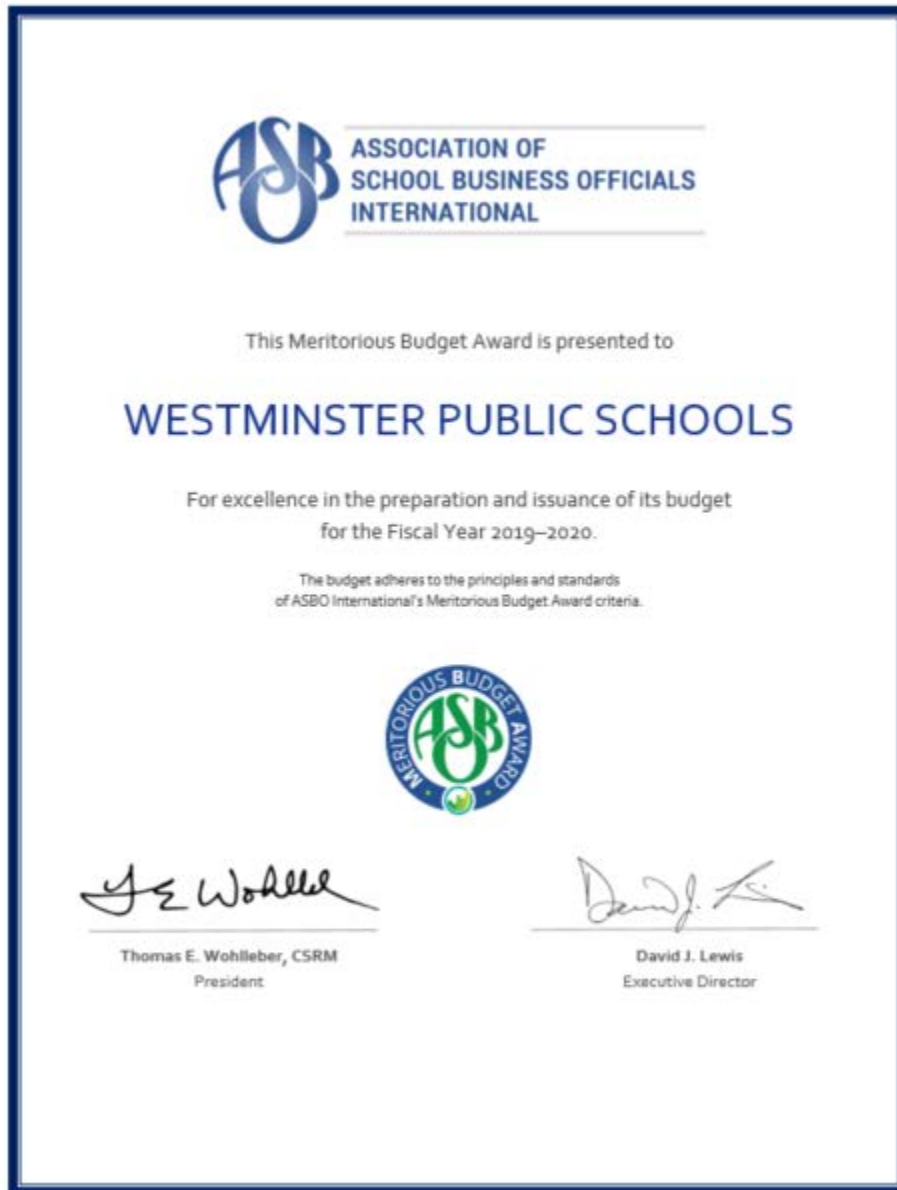 ASBO
ASSOCIATION OF
SCHOOL BUSINESS OFFICIALS
INTERNATIONAL
This Meritorious Budget Award is presented to
WESTMINSTER PUBLIC SCHOOLS
For excellence in the preparation and issuance of its budget
for the Fiscal Year 2019–2020.
The budget adheres to the principles and standards
of ASBO International's Meritorious Budget Award criteria.
MERITORIOUS BUDGET AWARD
ASBO
T E Wohlleber
David J. Lewis
Thomas E. Wohlleber, CSRM
David J. Lewis
President
Executive Director